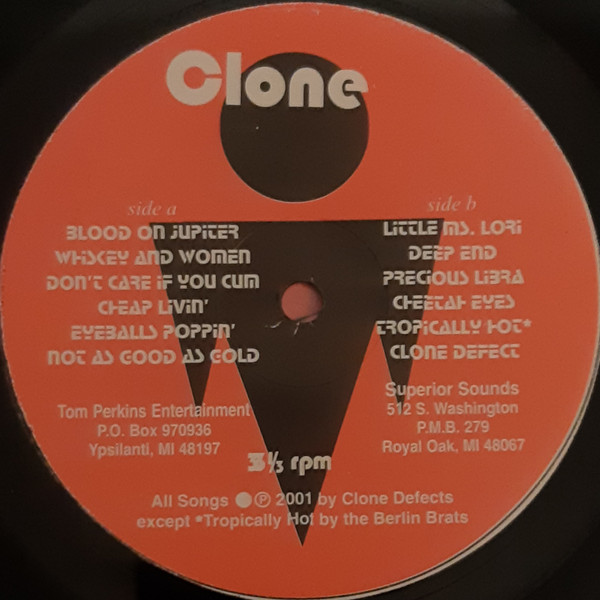 Clone
side a
BLOOD ON JUPITER
WHISKEY AND WOMEN
DON'T CARE IF YOU CUM
CHEAP LIVIN'
EYEBALLS POPPIN'
NOT AS GOOD AS GOLD
Tom Perkins Entertainment
P.O. Box 970936
Ypsilanti, MI 48197
side b
LITTLE MS. LORI
DEEP END
PRECIOUS LIBRA
CHEETAH EYES
TROPICALLY HOT*
CLONE DEFECT
Superior Sounds
512 S. Washington
P.M.B. 279
Royal Oak, MI 48067
3⅓ rpm
All Songs ●℗ 2001 by Clone Defects
except *Tropically Hot by the Berlin Brats